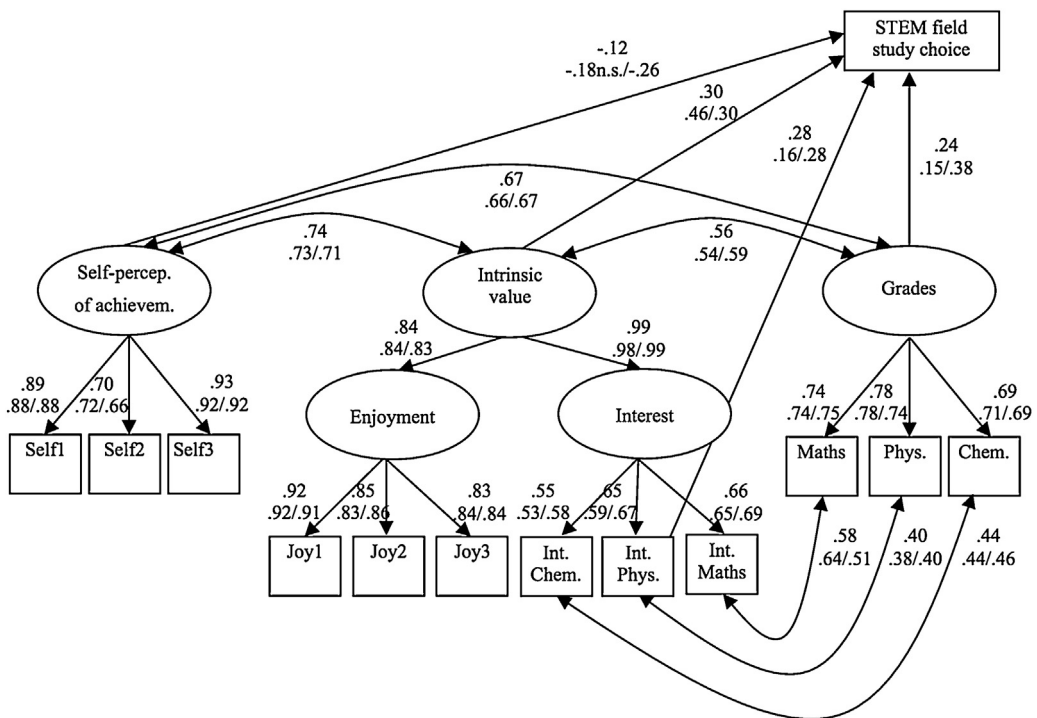 STEM field
study choice
-.12
-.18n.s./-.26
.30
.46/.30
.28
.16/.28
.24
.15/.38
.67
.66/.67
.74
.73/.71
.56
.54/.59
Self-percep.
of achievem.
Intrinsic
value
Grades
.84
.84/.83
.99
.98/.99
.89
.88/.88
.70
.72/.66
.93
.92/.92
Enjoyment
Interest
.74
.74/.75
.78
.78/.74
.69
.71/.69
Self1
Self2
Self3
Maths
Phys.
Chem.
.92
.92/.91
.85
.83/.86
.83
.84/.84
.55
.53/.58
.65
.59/.67
.66
.65/.69
Joy1
Joy2
Joy3
Int.
Chem.
Int.
Phys.
Int.
Maths
.58
.64/.51
.40
.38/.40
.44
.44/.46